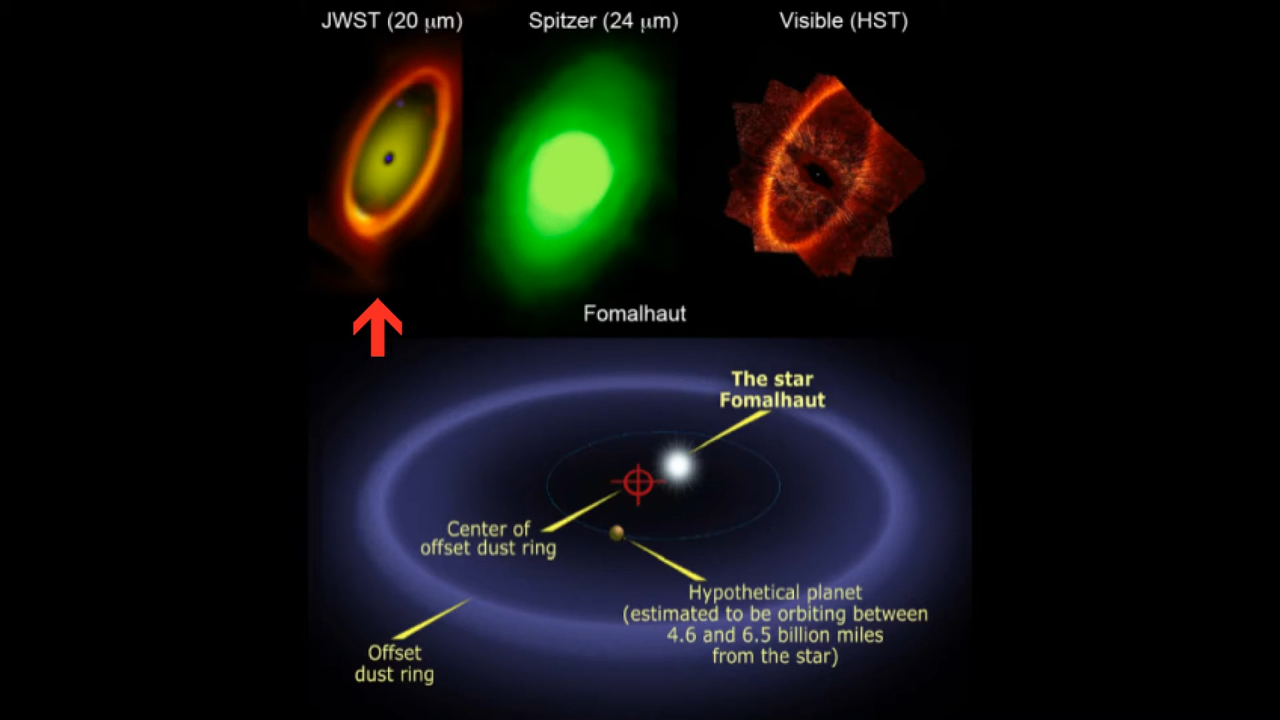 JWST (20 μm)
Spitzer (24 μm)
Visible (HST)
Fomalhaut
The star
Fomalhaut
Center of
offset dust ring
Hypothetical planet
(estimated to be orbiting between
4.6 and 6.5 billion miles
from the star)
Offset
dust ring